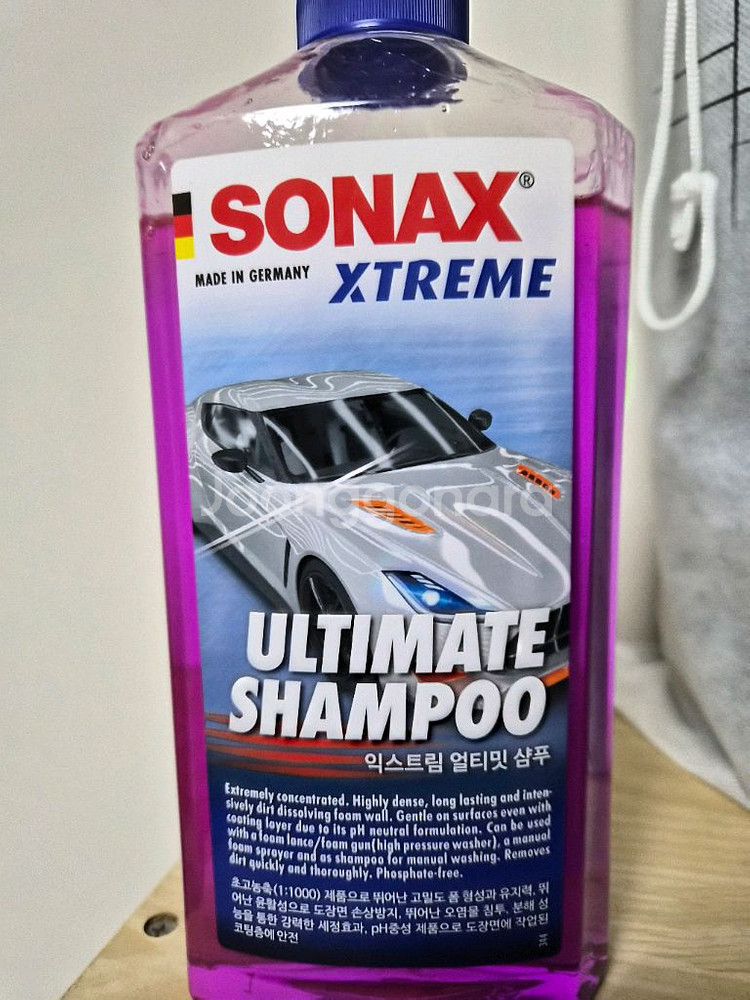 SONAX®
MADE IN GERMANY
XTREME
Joonggonara
ULTIMATE
SHAMPOO
익스트림 얼티밋 샴푸
Extremely concentrated. Highly dense, long lasting and inten-
sively dirt dissolving foam wall. Gentle on surfaces even with
coating layer due to its pH neutral formulation. Can be used
with a foam lance/foam gun(high pressure washer), a manual
foam sprayer and as shampoo for manual washing. Removes
dirt quickly and thoroughly. Phosphate-free.
초고농축(1:1000) 제품으로 뛰어난 고밀도 폼 형성과 유지력, 뛰
어난 윤활성으로 도장면 손상방지, 뛰어난 오염물 침투, 분해 성
능을 통한 강력한 세정효과, pH중성 제품으로 도장면에 작업된
코팅층에 안전
344